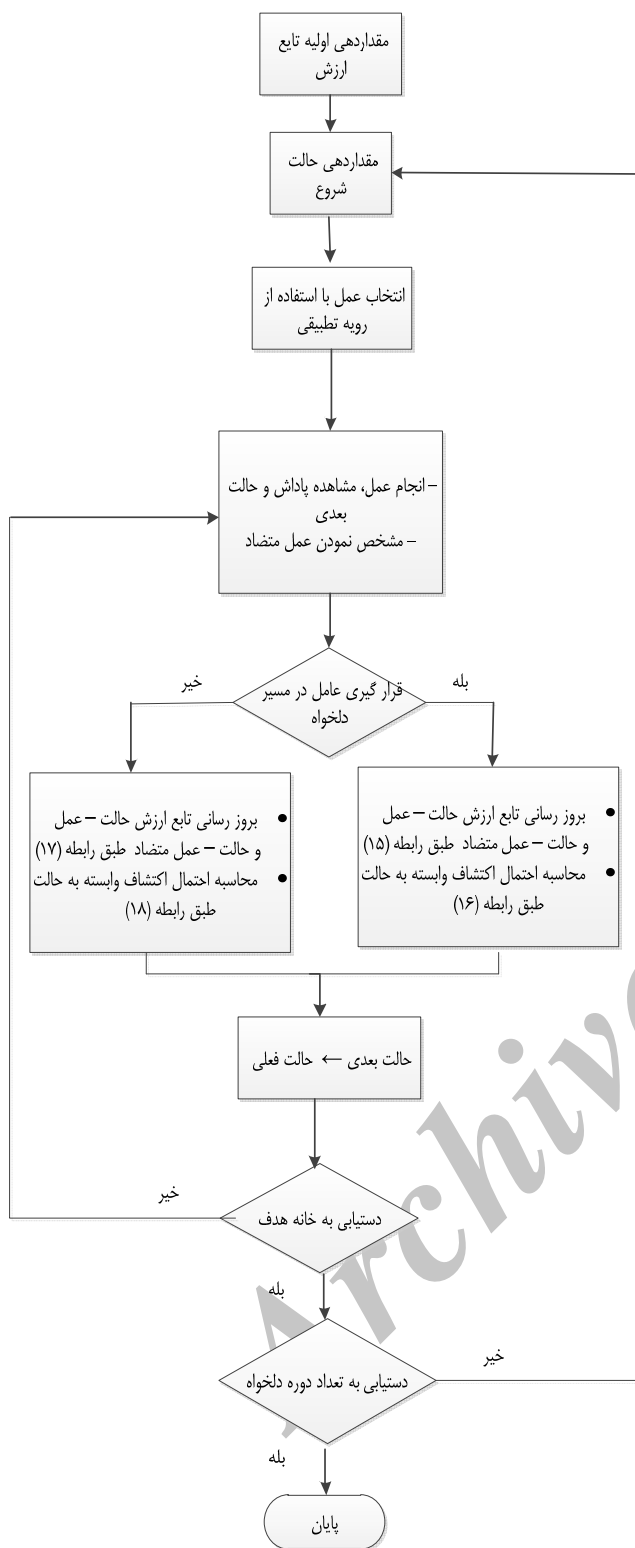 مقداردهی اولیه تابع
ارزش
مقداردهی حالت
شروع
انتخاب عمل با استفاده از
رویه تطبیقی
– انجام عمل، مشاهده پاداش و حالت
بعدی
– مشخص نمودن عمل متضاد
قرار گیری عامل در مسیر
دلخواه
بله
خیر
• بروز رسانی تابع ارزش حالت – عمل
و حالت – عمل متضاد طبق رابطه (۱۵)
• محاسبه احتمال اکتشاف وابسته به حالت
طبق رابطه (۱۶)
• بروز رسانی تابع ارزش حالت – عمل
و حالت – عمل متضاد طبق رابطه (۱۷)
• محاسبه احتمال اکتشاف وابسته به حالت
طبق رابطه (۱۸)
حالت بعدی ← حالت فعلی
دستیابی به خانه هدف
خیر
بله
دستیابی به تعداد دوره دلخواه
خیر
بله
پایان
Archive